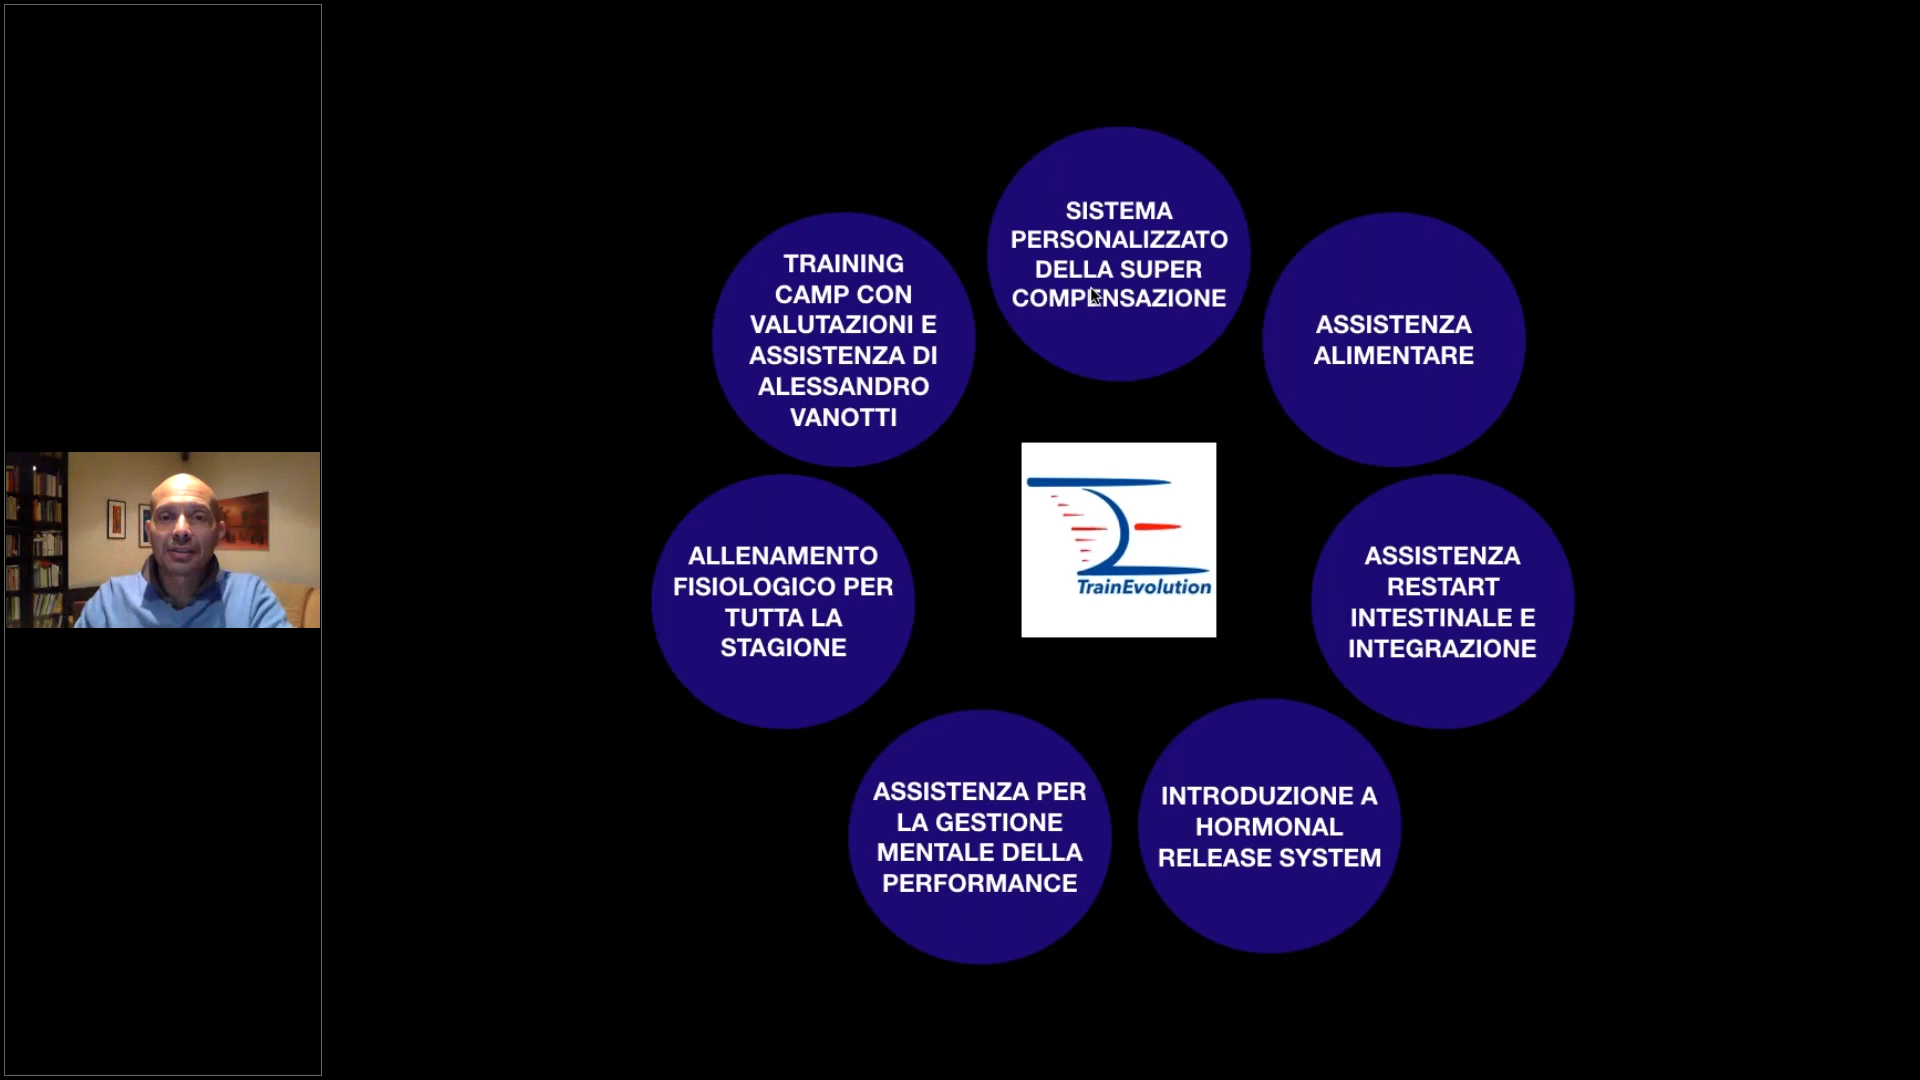 SISTEMA
PERSONALIZZATO
DELLA SUPER
COMPENSAZIONE
TRAINING
CAMP CON
VALUTAZIONI E
ASSISTENZA DI
ALESSANDRO
VANOTTI
ASSISTENZA
ALIMENTARE
TrainEvolution
ALLENAMENTO
FISIOLOGICO PER
TUTTA LA
STAGIONE
ASSISTENZA
RESTART
INTESTINALE E
INTEGRAZIONE
ASSISTENZA PER
LA GESTIONE
MENTALE DELLA
PERFORMANCE
INTRODUZIONE A
HORMONAL
RELEASE SYSTEM